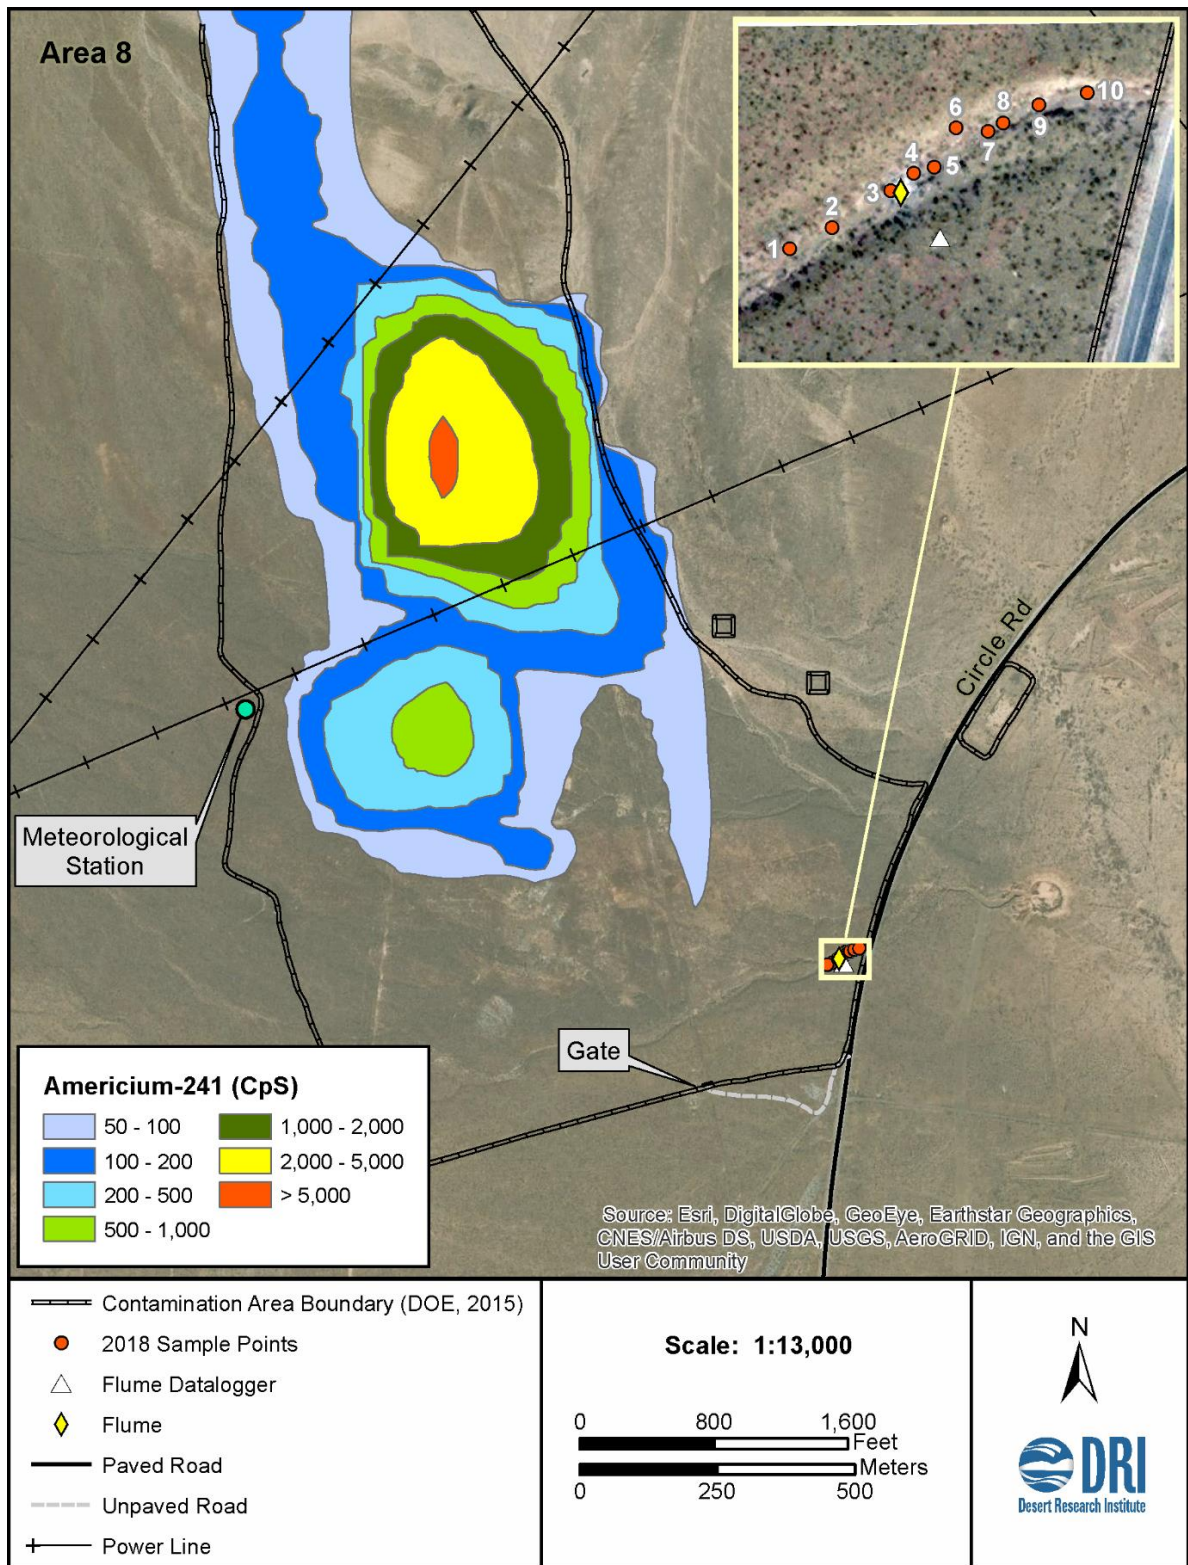 Area 8
1
2
3
4
5
6
7
8
9
10
Circle Rd
Meteorological
Station
Gate
Americium-241 (CpS)
50 - 100
100 - 200
200 - 500
500 - 1,000
1,000 - 2,000
2,000 - 5,000
> 5,000
Source: Esri, DigitalGlobe, GeoEye, Earthstar Geographics,
CNES/Airbus DS, USDA, USGS, AeroGRID, IGN, and the GIS
User Community
Contamination Area Boundary (DOE, 2015)
2018 Sample Points
Flume Datalogger
Flume
Paved Road
Unpaved Road
Power Line
Scale: 1:13,000
0 800 1,600
Feet
Meters
0 250 500
N
DRI
Desert Research Institute